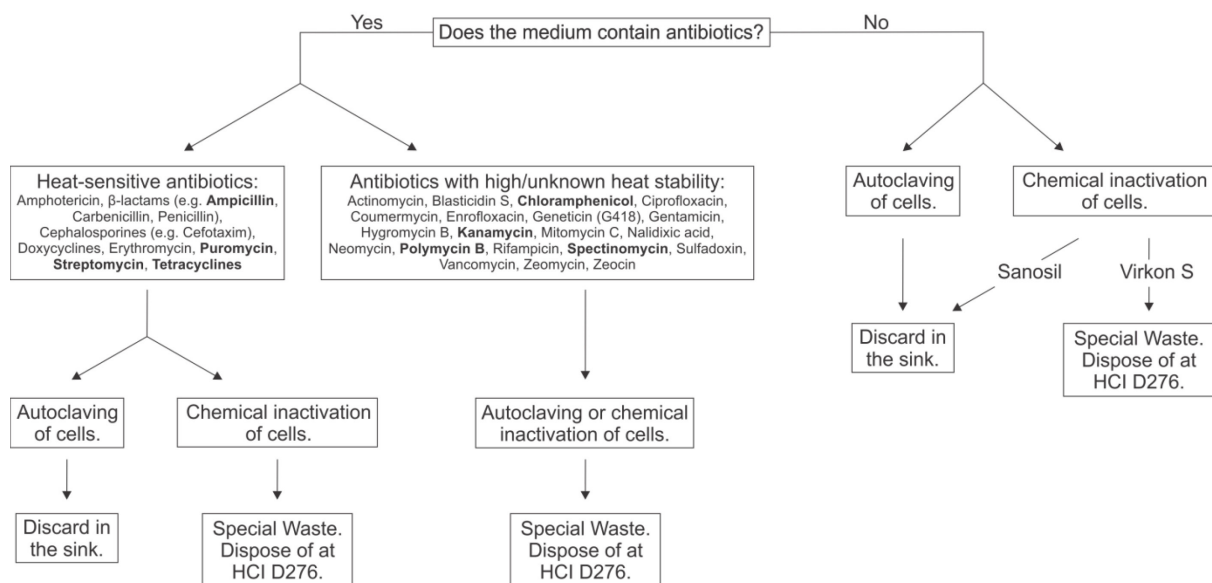 Does the medium contain antibiotics?
Yes
No
Heat-sensitive antibiotics:
Amphotericin, β-lactams (e.g. Ampicillin,
Carbenicillin, Penicillin),
Cephalosporines (e.g. Cefotaxim),
Doxycyclines, Erythromycin, Puromycin,
Streptomycin, Tetracyclines
Antibiotics with high/unknown heat stability:
Actinomycin, Blasticidin S, Chloramphenicol, Ciprofloxacin,
Coumermycin, Enrofloxacin, Geneticin (G418), Gentamicin,
Hygromycin B, Kanamycin, Mitomycin C, Nalidixic acid,
Neomycin, Polymycin B, Rifampicin, Spectinomycin, Sulfadoxin,
Vancomycin, Zeomycin, Zeocin
Autoclaving
of cells.
Chemical inactivation of
cells.
Sanosil
Virkon S
Discard in
the sink.
Special Waste.
Dispose of at
HCI D276.
Autoclaving
of cells.
Chemical inactivation
of cells.
Autoclaving or chemical
inactivation of cells.
Discard in
the sink.
Special Waste.
Dispose of at
HCI D276.
Special Waste.
Dispose of at
HCI D276.